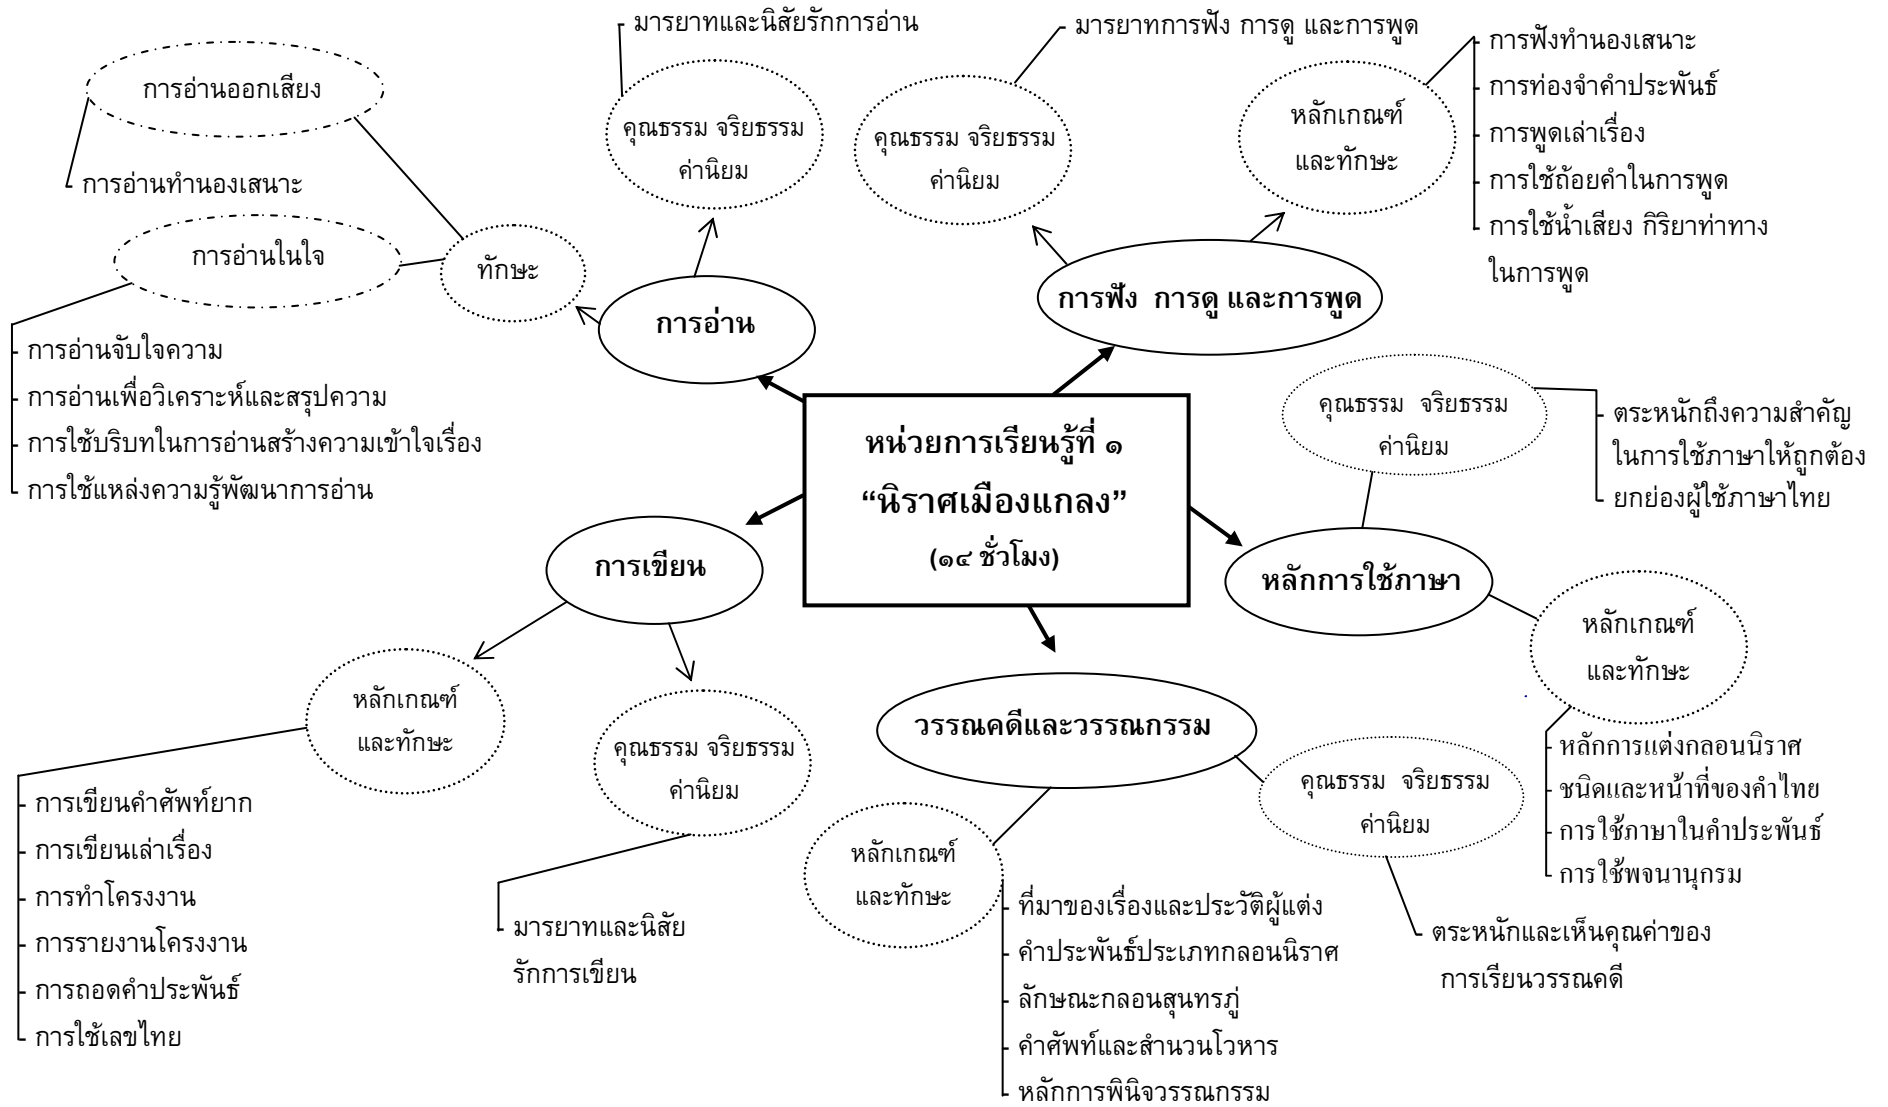 หน่วยการเรียนรู้ที่ ๑
“นิราศเมืองแกลง”
(๑๔ ชั่วโมง)
การอ่าน
คุณธรรม จริยธรรม
ค่านิยม
มารยาทและนิสัยรักการอ่าน
ทักษะ
การอ่านออกเสียง
การอ่านทำนองเสนาะ
การอ่านในใจ
- การอ่านจับใจความ
- การอ่านเพื่อวิเคราะห์และสรุปความ
- การใช้บริบทในการอ่านสร้างความเข้าใจเรื่อง
- การใช้แหล่งความรู้พัฒนาการอ่าน
การฟัง การดู และการพูด
คุณธรรม จริยธรรม
ค่านิยม
มารยาทการฟัง การดู และการพูด
หลักเกณฑ์
และทักษะ
- การฟังทำนองเสนาะ
- การท่องจำคำประพันธ์
- การพูดเล่าเรื่อง
- การใช้ถ้อยคำในการพูด
- การใช้น้ำเสียง กิริยาท่าทาง
ในการพูด
หลักการใช้ภาษา
คุณธรรม จริยธรรม
ค่านิยม
- ตระหนักถึงความสำคัญ
ในการใช้ภาษาให้ถูกต้อง
- ยกย่องผู้ใช้ภาษาไทย
หลักเกณฑ์
และทักษะ
- หลักการแต่งกลอนนิราศ
- ชนิดและหน้าที่ของคำไทย
- การใช้ภาษาในคำประพันธ์
- การใช้พจนานุกรม
วรรณคดีและวรรณกรรม
คุณธรรม จริยธรรม
ค่านิยม
- ตระหนักและเห็นคุณค่าของ
การเรียนวรรณคดี
หลักเกณฑ์
และทักษะ
- ที่มาของเรื่องและประวัติผู้แต่ง
- คำประพันธ์ประเภทกลอนนิราศ
- ลักษณะกลอนสุนทรภู่
- คำศัพท์และสำนวนโวหาร
- หลักการพินิจวรรณกรรม
การเขียน
หลักเกณฑ์
และทักษะ
- การเขียนคำศัพท์ยาก
- การเขียนเล่าเรื่อง
- การทำโครงงาน
- การรายงานโครงงาน
- การถอดคำประพันธ์
- การใช้เลขไทย
คุณธรรม จริยธรรม
ค่านิยม
- มารยาทและนิสัย
รักการเขียน